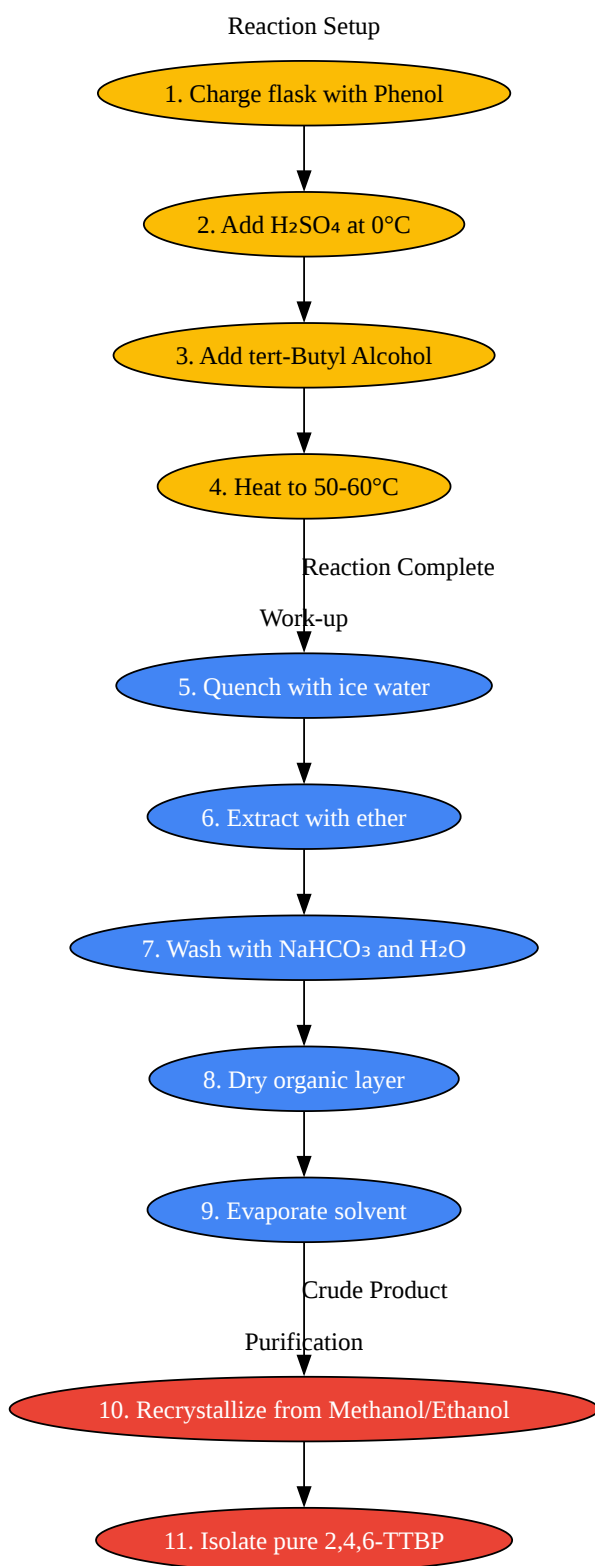 Reaction Setup
1. Charge flask with Phenol
2. Add H₂SO₄ at 0°C
3. Add tert-Butyl Alcohol
4. Heat to 50-60°C
Reaction Complete
Work-up
5. Quench with ice water
6. Extract with ether
7. Wash with NaHCO₃ and H₂O
8. Dry organic layer
9. Evaporate solvent
Crude Product
Purification
10. Recrystallize from Methanol/Ethanol
11. Isolate pure 2,4,6-TTBP